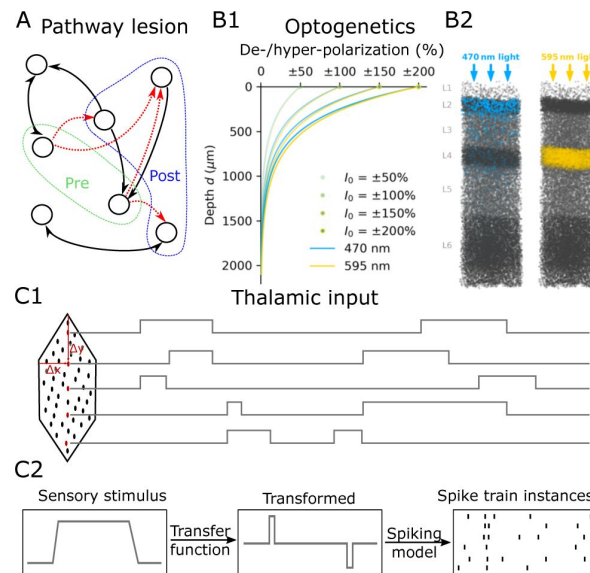 A Pathway lesion
Pre
Post
B1 Optogenetics
De-/hyper-polarization (%)
±0 ±50 ±100 ±150 ±200
0
500
1000
1500
2000
Depth d (μm)
I₀ = ±50%
I₀ = ±100%
I₀ = ±150%
I₀ = ±200%
470 nm
595 nm
B2
470 nm light 595 nm light
L1
L2
L3
L4
L5
L6
C1 Thalamic input
Δy
Δx
C2
Sensory stimulus
Transfer
function
Transformed
Spiking
model
Spike train instances